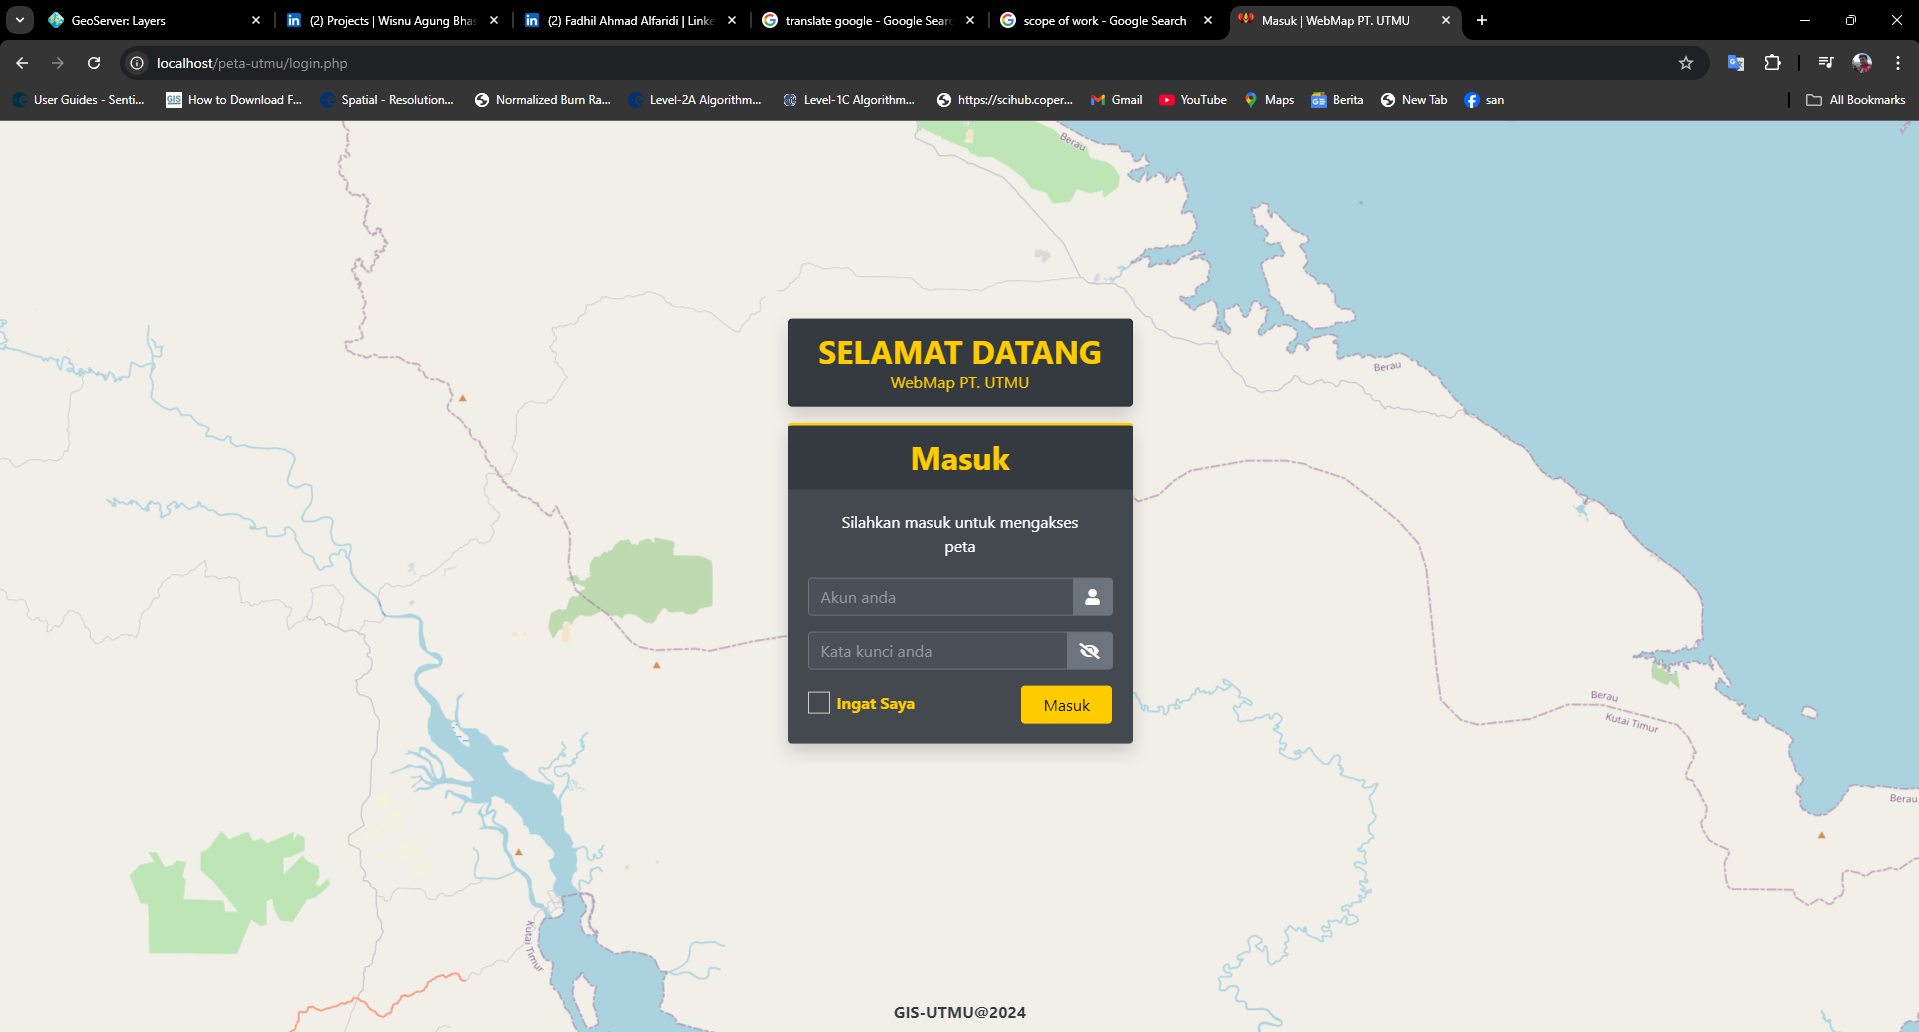 GeoServer: Layers
(2) Projects | Wisnu Agung Bhas
(2) Fadhil Ahmad Alfaridi | Linke
translate google - Google Searc
scope of work - Google Search
Masuk | WebMap PT. UTMU
localhost/peta-utmu/login.php
User Guides - Senti...
How to Download F...
Spatial - Resolution...
Normalized Burn Ra...
Level-2A Algorithm...
Level-1C Algorithm...
https://scihub.coper...
Gmail
YouTube
Maps
Berita
New Tab
san
All Bookmarks
Berau
SELAMAT DATANG
WebMap PT. UTMU
Berau
Masuk
Silahkan masuk untuk mengakses
peta
Akun anda
Kata kunci anda
Ingat Saya
Masuk
Berau
Kutai Timur
Berau
Kutai Timur
GIS-UTMU@2024